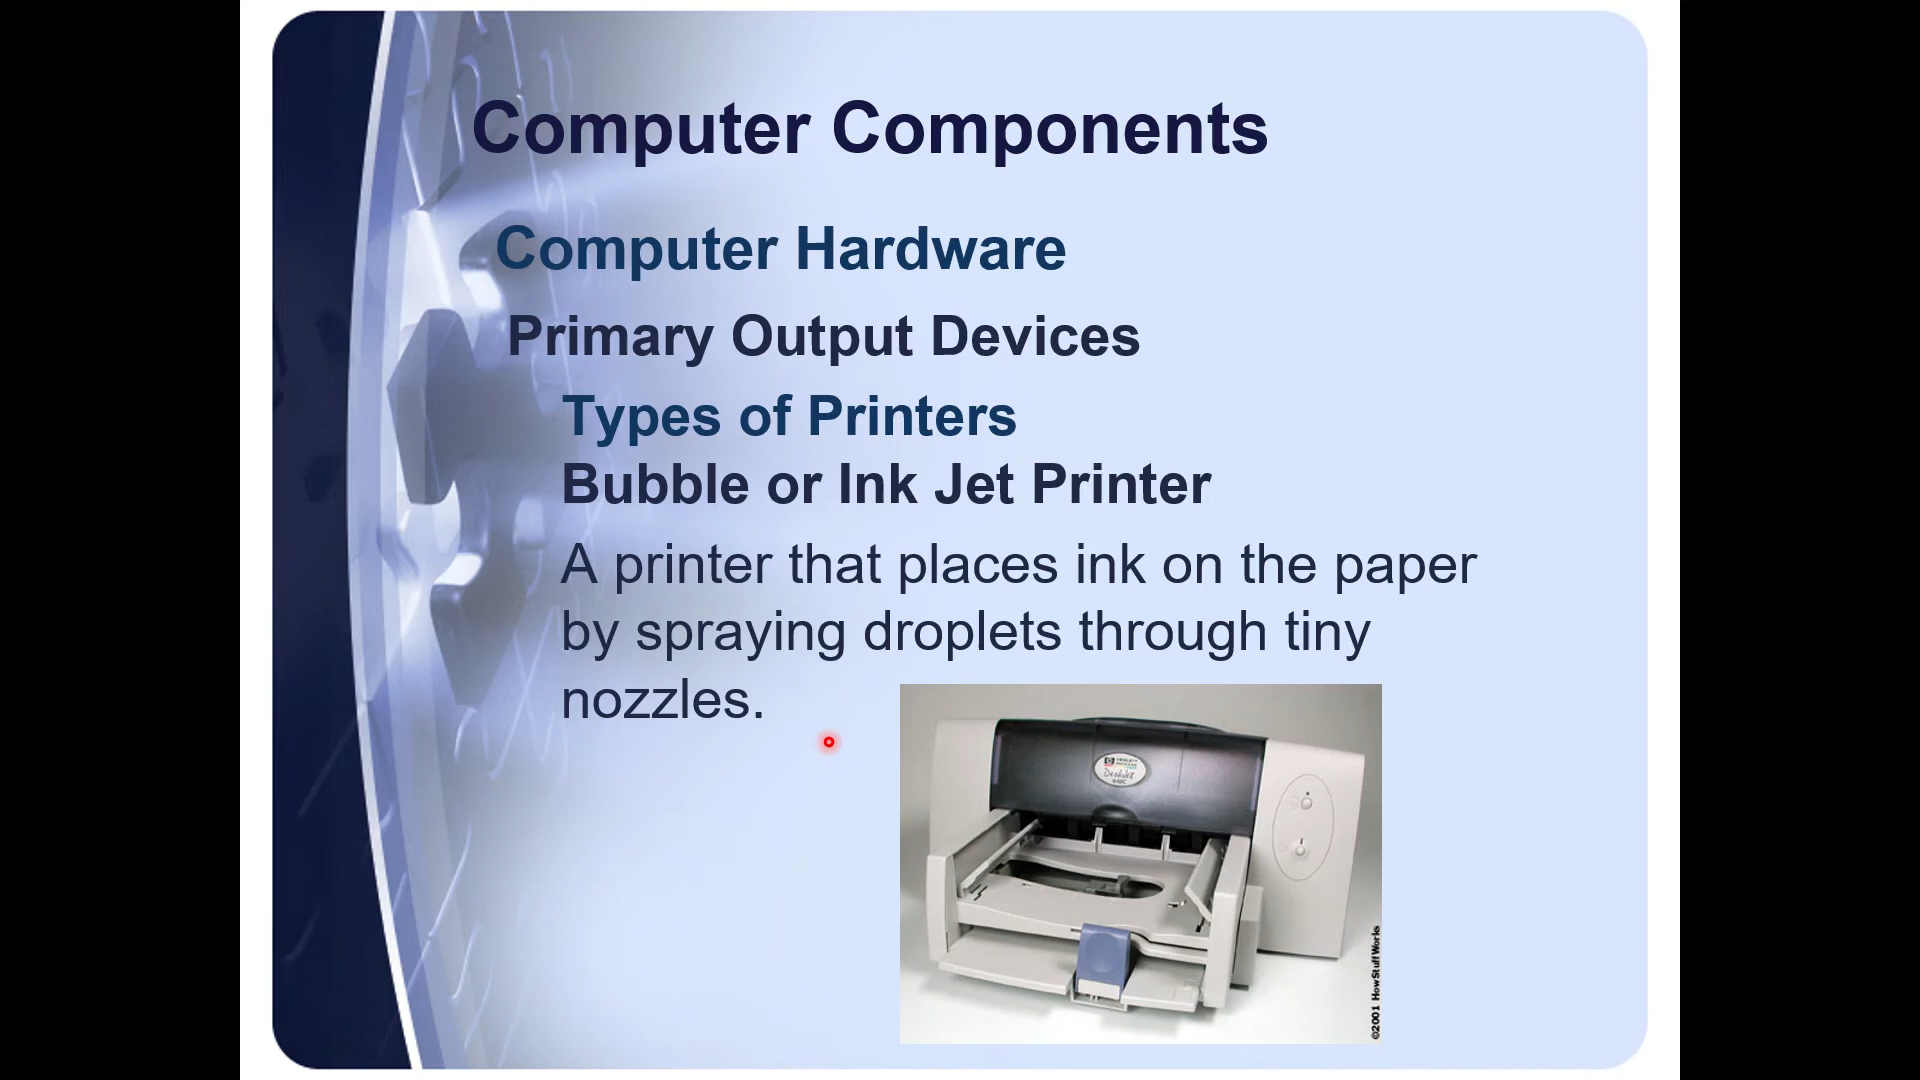 Computer Components
Computer Hardware
Primary Output Devices
Types of Printers
Bubble or Ink Jet Printer
A printer that places ink on the paper
by spraying droplets through tiny
nozzles.
DeskJet
©2001 HowStuffWorks